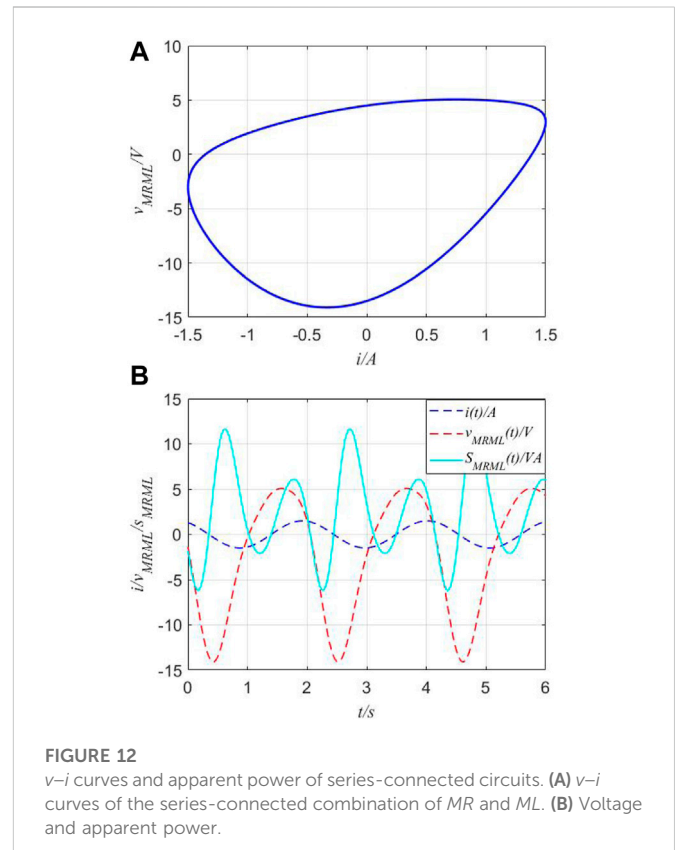 A
10
5
0
-5
-10
-15
v_MRML/V
-1.5 -1 -0.5 0 0.5 1 1.5
i/A
B
15
10
5
0
-5
-10
-15
i/v_MRML/s_MRML
i(t)/A
v_MRML(t)/V
S_MRML(t)/VA
0 1 2 3 4 5 6
t/s
FIGURE 12
v–i curves and apparent power of series-connected circuits. (A) v–i
curves of the series-connected combination of MR and ML. (B) Voltage
and apparent power.